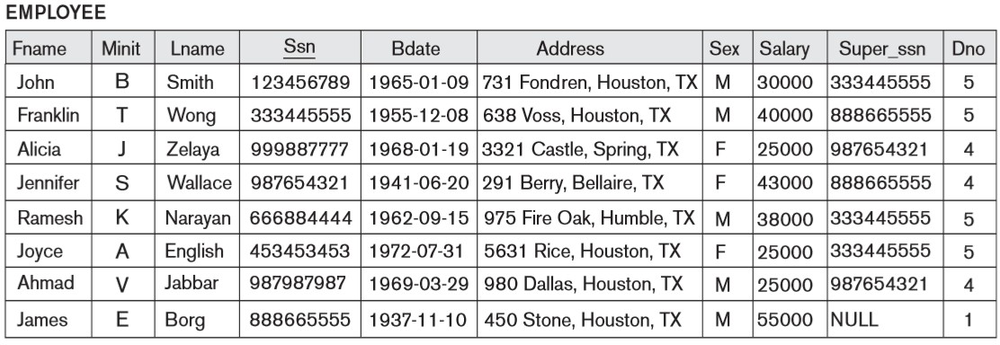 EMPLOYEE
Fname Minit Lname Ssn Bdate Address Sex Salary Super_ssn Dno
John B Smith 123456789 1965-01-09 731 Fondren, Houston, TX M 30000 333445555 5
Franklin T Wong 333445555 1955-12-08 638 Voss, Houston, TX M 40000 888665555 5
Alicia J Zelaya 999887777 1968-01-19 3321 Castle, Spring, TX F 25000 987654321 4
Jennifer S Wallace 987654321 1941-06-20 291 Berry, Bellaire, TX F 43000 888665555 4
Ramesh K Narayan 666884444 1962-09-15 975 Fire Oak, Humble, TX M 38000 333445555 5
Joyce A English 453453453 1972-07-31 5631 Rice, Houston, TX F 25000 333445555 5
Ahmad V Jabbar 987987987 1969-03-29 980 Dallas, Houston, TX M 25000 987654321 4
James E Borg 888665555 1937-11-10 450 Stone, Houston, TX M 55000 NULL 1